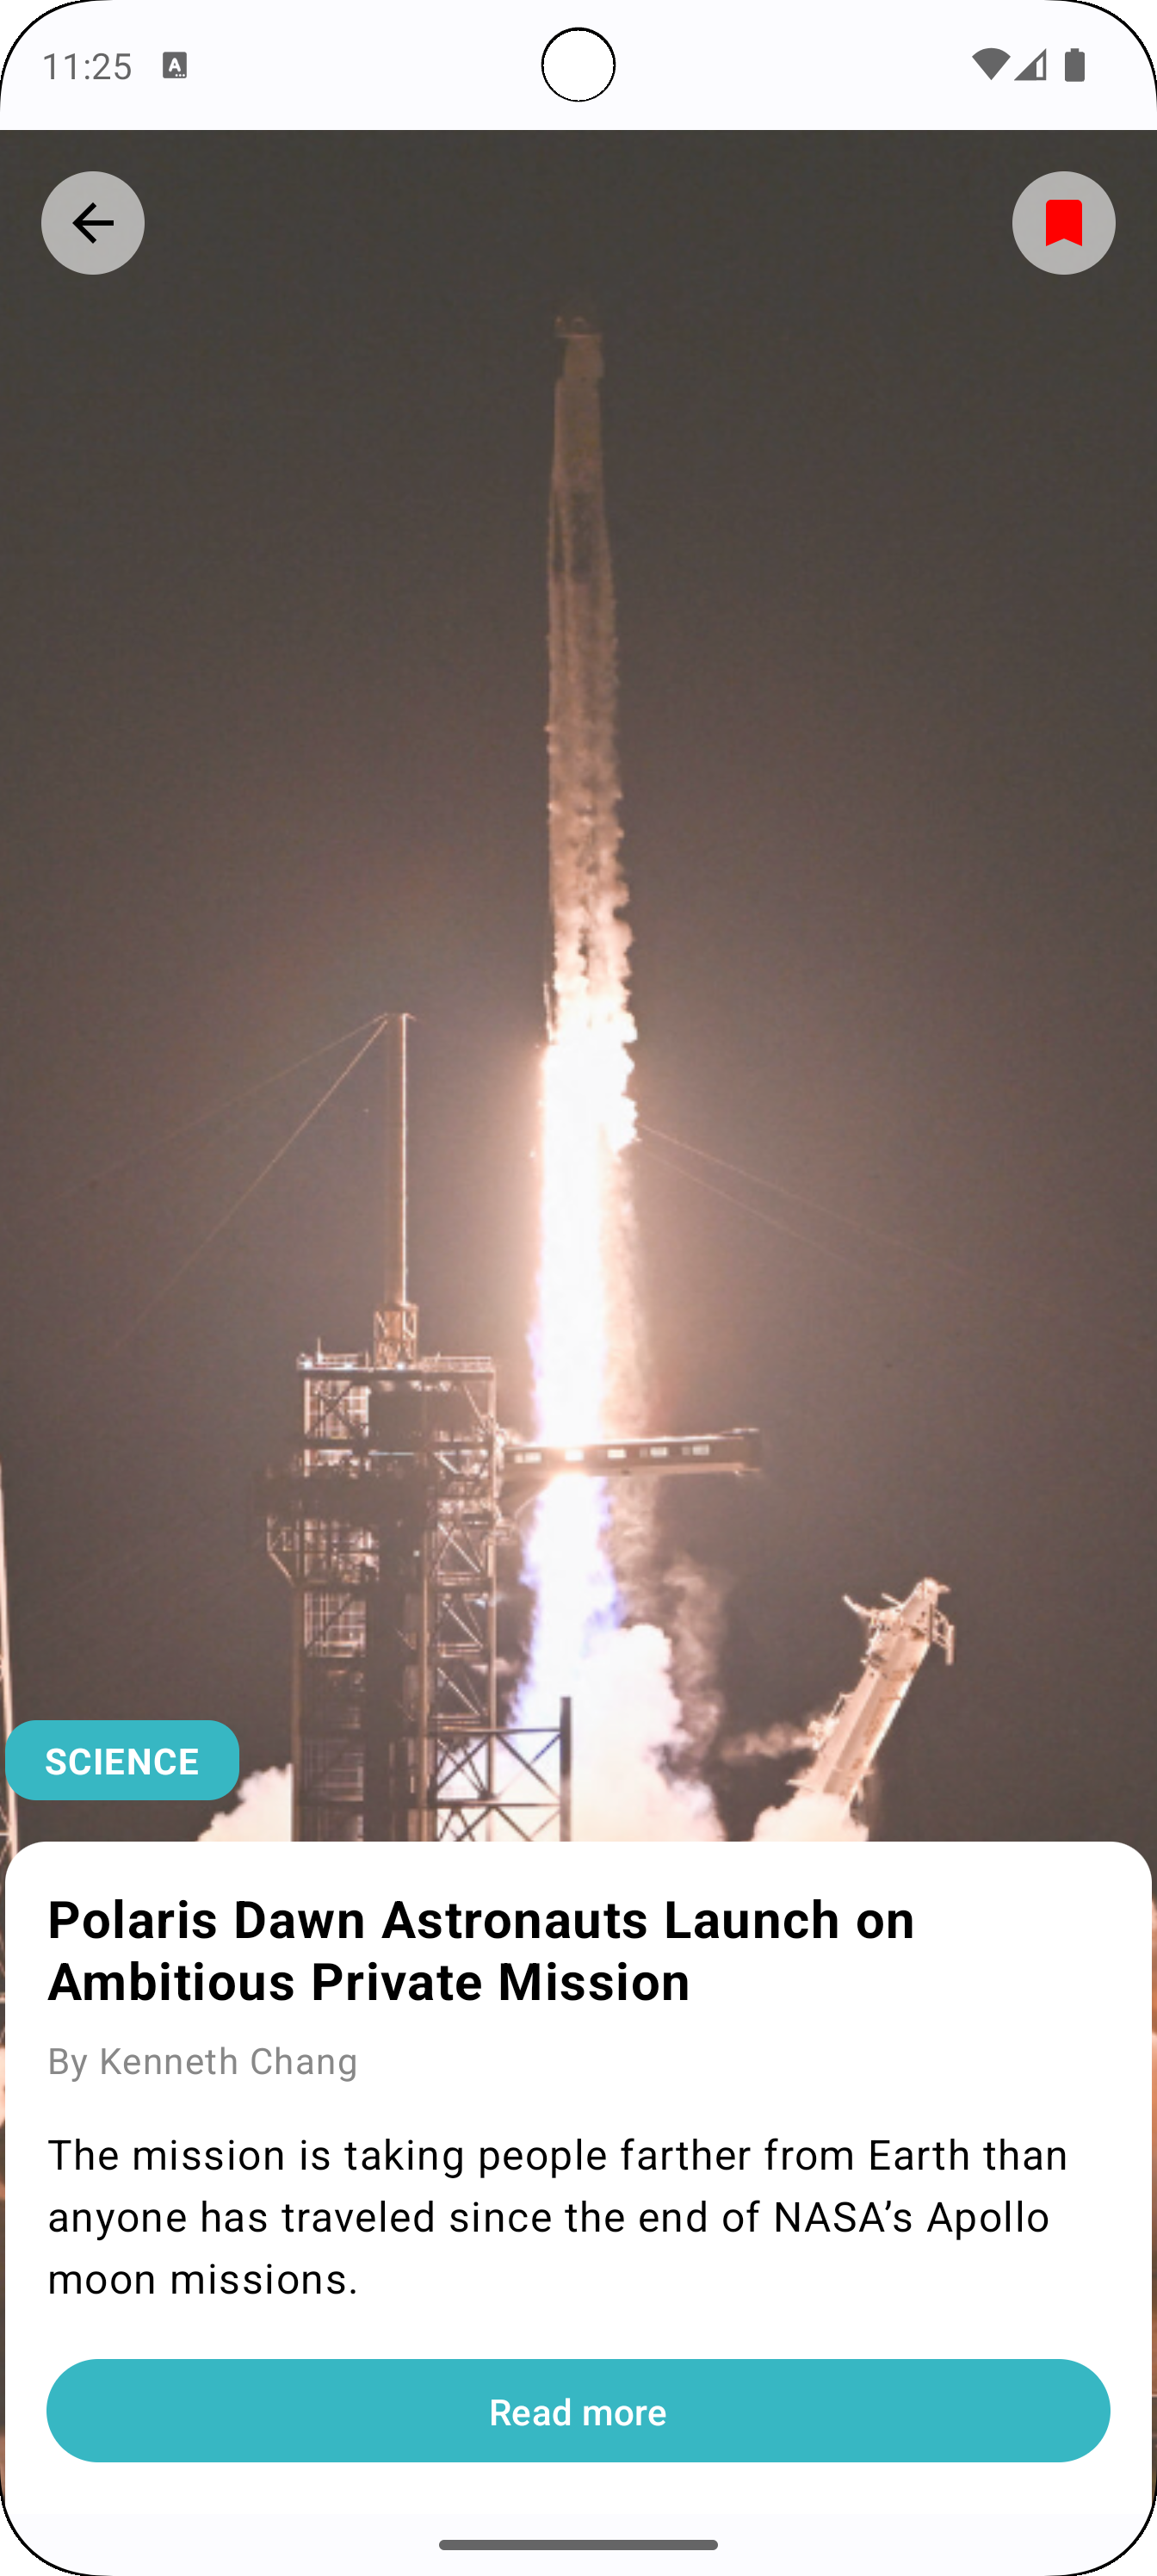 11:25
A
SCIENCE
Polaris Dawn Astronauts Launch on
Ambitious Private Mission
By Kenneth Chang
The mission is taking people farther from Earth than
anyone has traveled since the end of NASA’s Apollo
moon missions.
Read more